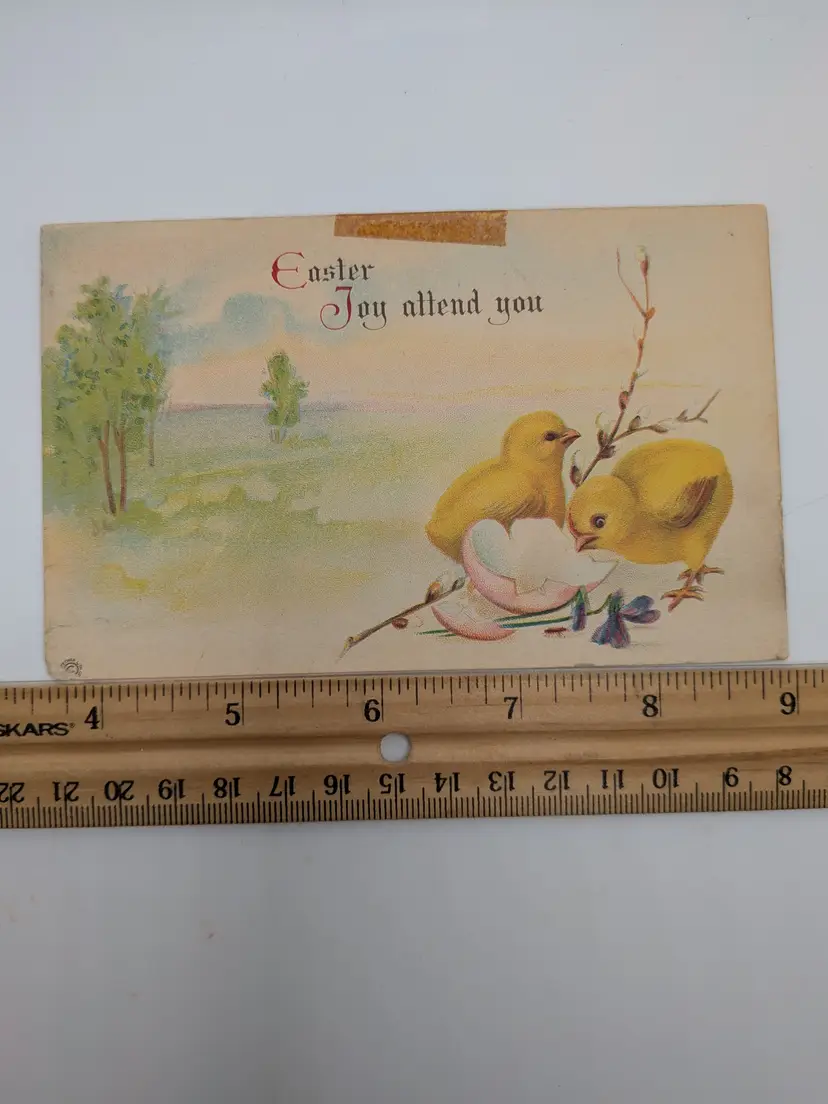 Easter
Joy attend you
SKARS
4 5 6 7 8 9
22 21 20 19 18 17 16 15 14 13 12 11 10 9 8